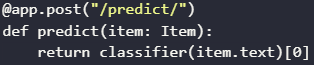 @app.post("/predict/")
def predict(item: Item):
    return classifier(item.text)[0]